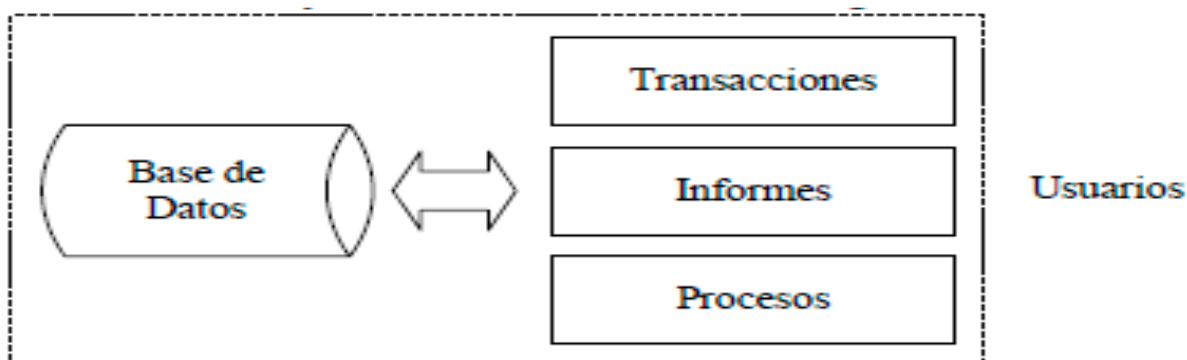 Transacciones
Base de
Datos
Informes
Usuarios
Procesos